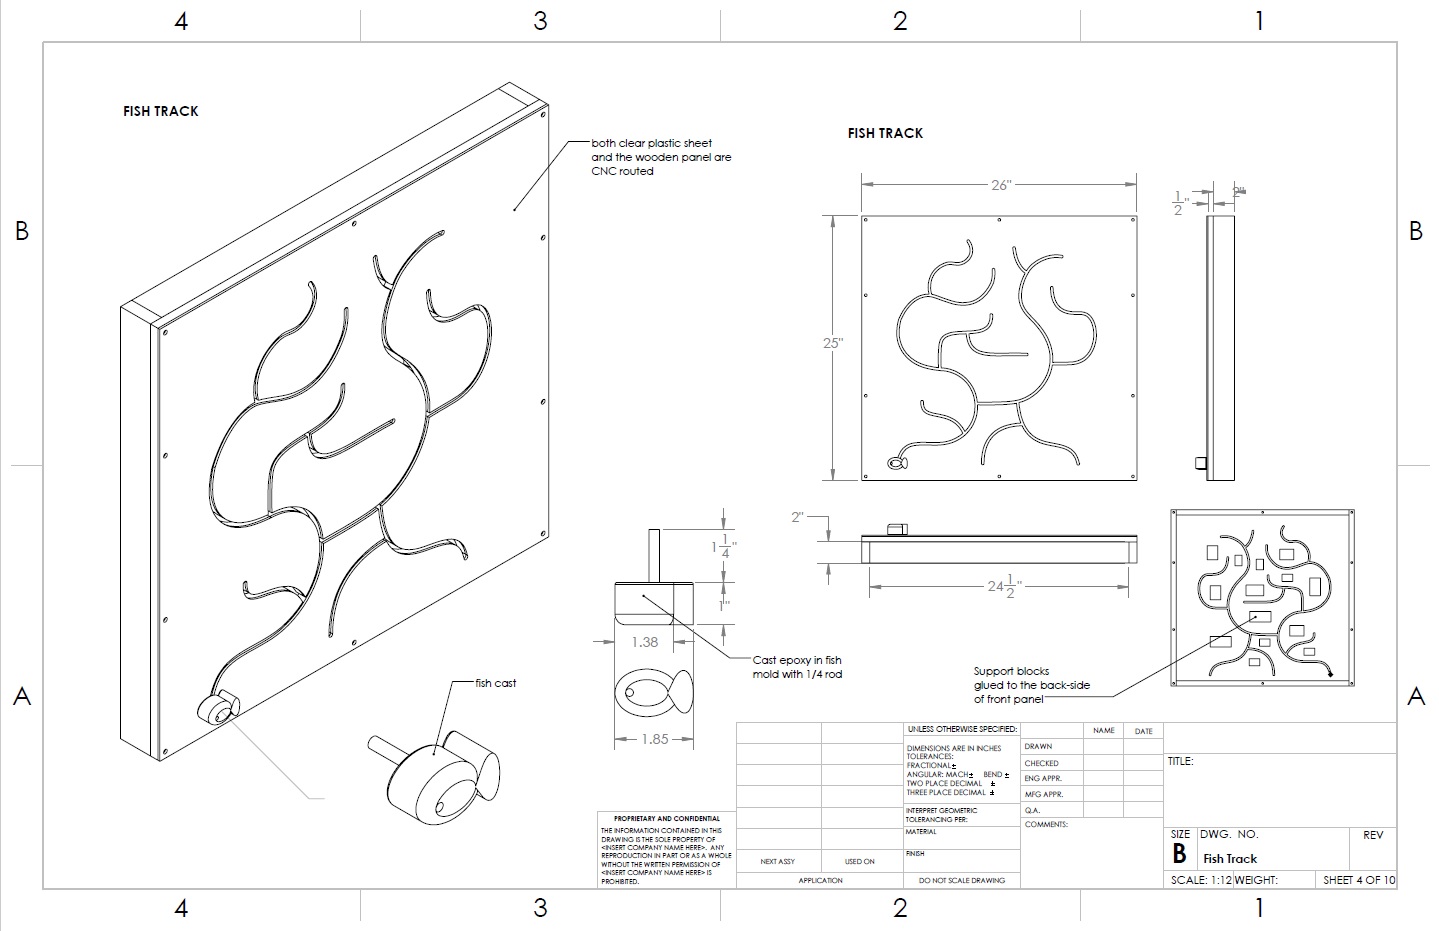 4 3 2 1
FISH TRACK
both clear plastic sheet
and the wooden panel are
CNC routed
FISH TRACK
26"
1/2"
2"
B
B
25"
2"
24 1/2"
1 1/4"
1"
1.38
Cast epoxy in fish
mold with 1/4 rod
1.85
fish cast
Support blocks
glued to the back-side
of front panel
A
A
PROPRIETARY AND CONFIDENTIAL
THE INFORMATION CONTAINED IN THIS
DRAWING IS THE SOLE PROPERTY OF
<INSERT COMPANY NAME HERE>. ANY
REPRODUCTION IN PART OR AS A WHOLE
WITHOUT THE WRITTEN PERMISSION OF
<INSERT COMPANY NAME HERE> IS
PROHIBITED.
NEXT ASSY
USED ON
APPLICATION
UNLESS OTHERWISE SPECIFIED:
DIMENSIONS ARE IN INCHES
TOLERANCES:
FRACTIONAL±
ANGULAR: MACH± BEND ±
TWO PLACE DECIMAL ±
THREE PLACE DECIMAL ±
INTERPRET GEOMETRIC
TOLERANCING PER:
MATERIAL
FINISH
DO NOT SCALE DRAWING
NAME
DATE
DRAWN
CHECKED
ENG APPR.
MFG APPR.
Q.A.
COMMENTS:
TITLE:
SIZE
B
DWG. NO.
Fish Track
REV
SCALE: 1:12
WEIGHT:
SHEET 4 OF 10
4 3 2 1